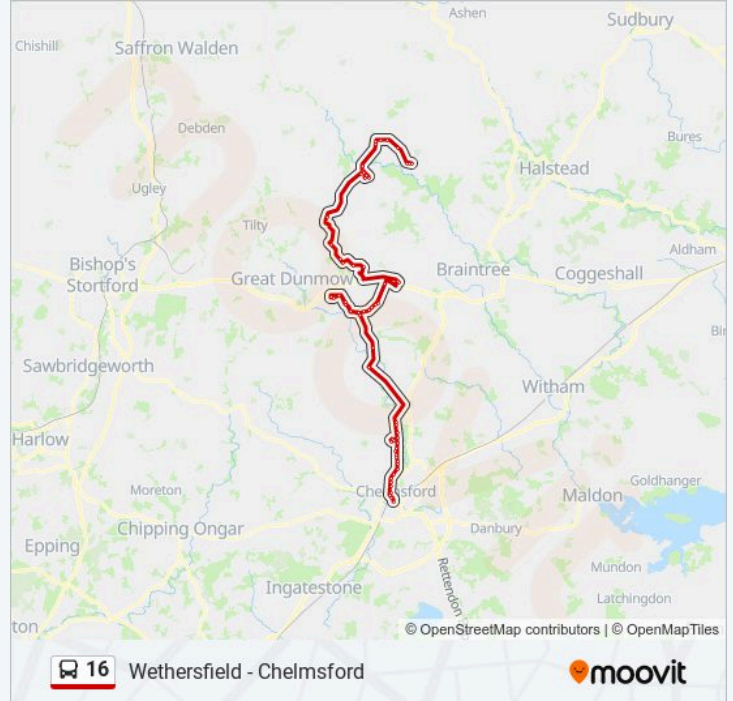 Ashen
Sudbury
Chishill
Saffron Walden
Debden
Bures
Halstead
Ugley
Tilty
Aldham
Bishop's
Stortford
Great Dunmow
Braintree
Coggeshall
Sawbridgeworth
Witham
Harlow
Moreton
Chelmsford
Goldhanger
Maldon
Chipping Ongar
Danbury
Epping
Mundon
Ingatestone
Rettendon
Latchingdon
ton
© OpenStreetMap contributors | © OpenMapTiles
16 Wethersfield - Chelmsford
moovit